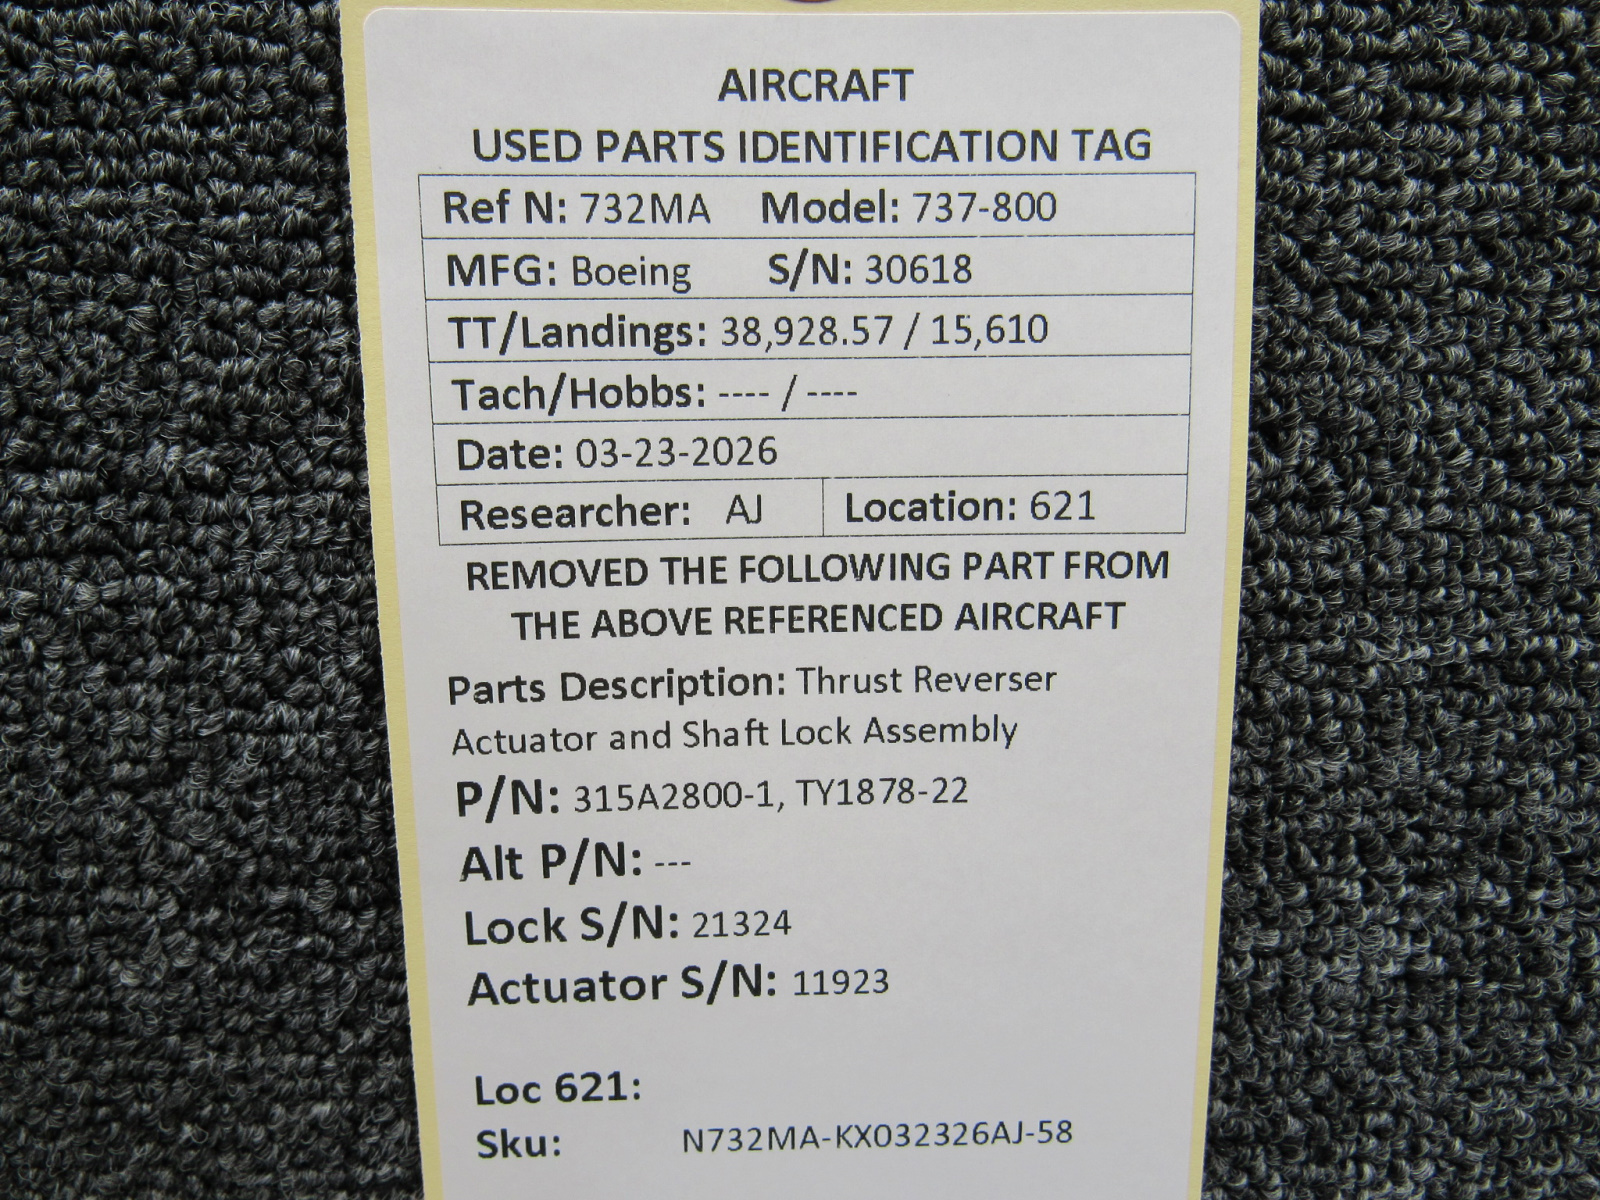 AIRCRAFT
USED PARTS IDENTIFICATION TAG
Ref N: 732MA Model: 737-800
MFG: Boeing S/N: 30618
TT/Landings: 38,928.57 / 15,610
Tach/Hobbs: ---- / ----
Date: 03-23-2026
Researcher: AJ Location: 621
REMOVED THE FOLLOWING PART FROM
THE ABOVE REFERENCED AIRCRAFT
Parts Description: Thrust Reverser
Actuator and Shaft Lock Assembly
P/N: 315A2800-1, TY1878-22
Alt P/N: ---
Lock S/N: 21324
Actuator S/N: 11923
Loc 621:
Sku: N732MA-KX032326AJ-58